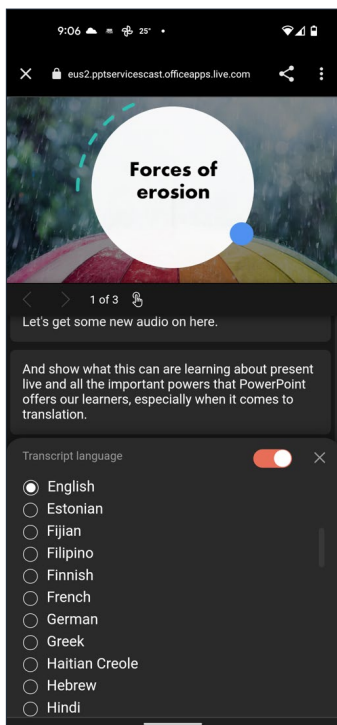 9:06 25° •
eus2.pptservicescast.officeapps.live.com
Forces of
erosion
1 of 3
Let's get some new audio on here.
And show what this can are learning about present
live and all the important powers that PowerPoint
offers our learners, especially when it comes to
translation.
Transcript language
English
Estonian
Fijian
Filipino
Finnish
French
German
Greek
Haitian Creole
Hebrew
Hindi